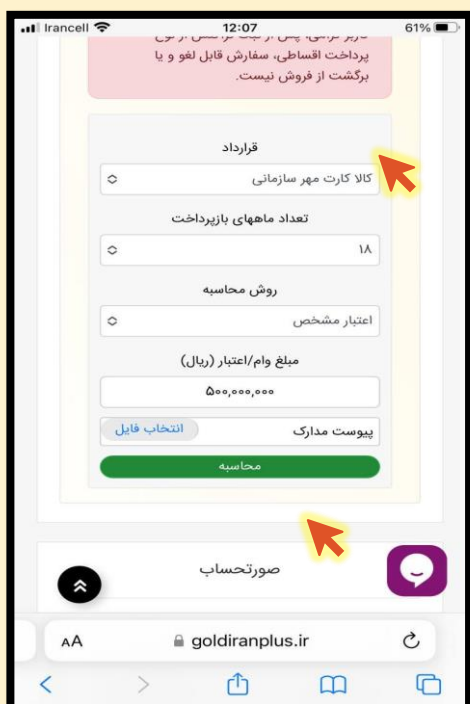 Irancell
12:07
61%
پرداخت اقساطی، سفارش قابل لغو و یا
برگشت از فروش نیست.
قرارداد
کالا کارت مهر سازمانی
تعداد ماههای بازپرداخت
۱۸
روش محاسبه
اعتبار مشخص
مبلغ وام/اعتبار (ریال)
۵۰۰,۰۰۰,۰۰۰
پیوست مدارک
انتخاب فایل
محاسبه
صورتحساب
AA
goldiranplus.ir